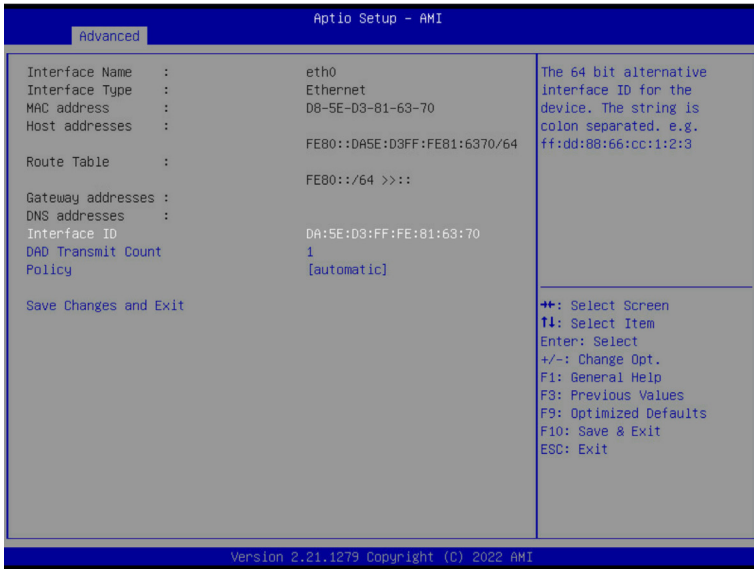 Aptio Setup – AMI
Advanced
Interface Name : eth0
Interface Type : Ethernet
MAC address : D8-5E-D3-81-63-70
Host addresses :
FE80::DA5E:D3FF:FE81:6370/64
Route Table :
FE80::/64 >>::
Gateway addresses :
DNS addresses :
Interface ID DA:5E:D3:FF:FE:81:63:70
DAD Transmit Count 1
Policy [automatic]
Save Changes and Exit
The 64 bit alternative
interface ID for the
device. The string is
colon separated. e.g.
ff:dd:88:66:cc:1:2:3
→←: Select Screen
↑↓: Select Item
Enter: Select
+/-: Change Opt.
F1: General Help
F3: Previous Values
F9: Optimized Defaults
F10: Save & Exit
ESC: Exit
Version 2.21.1279 Copyright (C) 2022 AMI